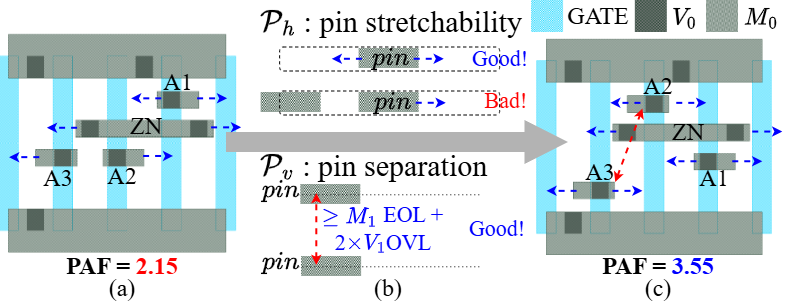 A1
ZN
A3
A2
PAF = 2.15
(a)
𝒫ₕ : pin stretchability
pin
Good!
pin
Bad!
𝒫ᵥ : pin separation
pin
≥ M₁ EOL +
2×V₁OVL
Good!
pin
(b)
GATE
V₀
M₀
A2
ZN
A3
A1
PAF = 3.55
(c)